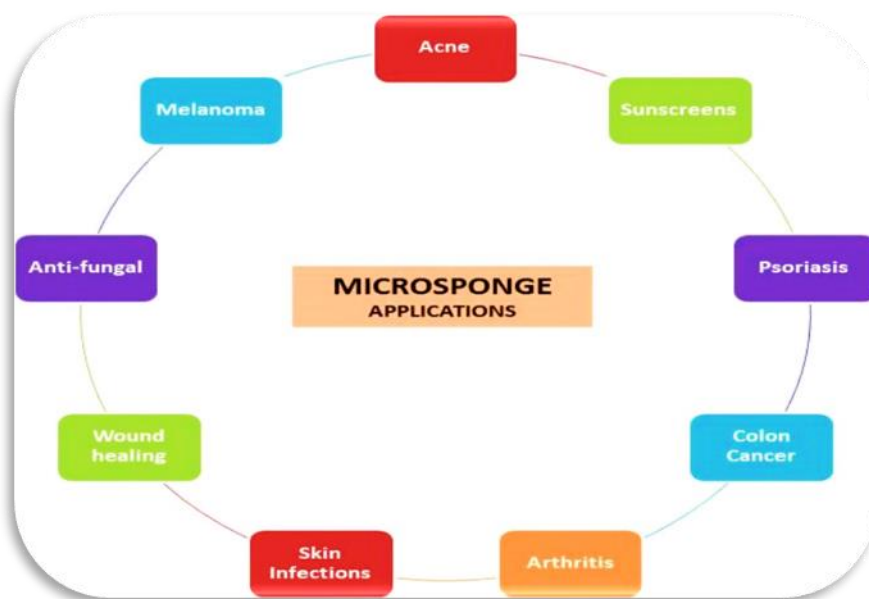 Acne
Sunscreens
Psoriasis
Colon
Cancer
Arthritis
Skin
Infections
Wound
healing
Anti-fungal
Melanoma
MICROSPONGE
APPLICATIONS